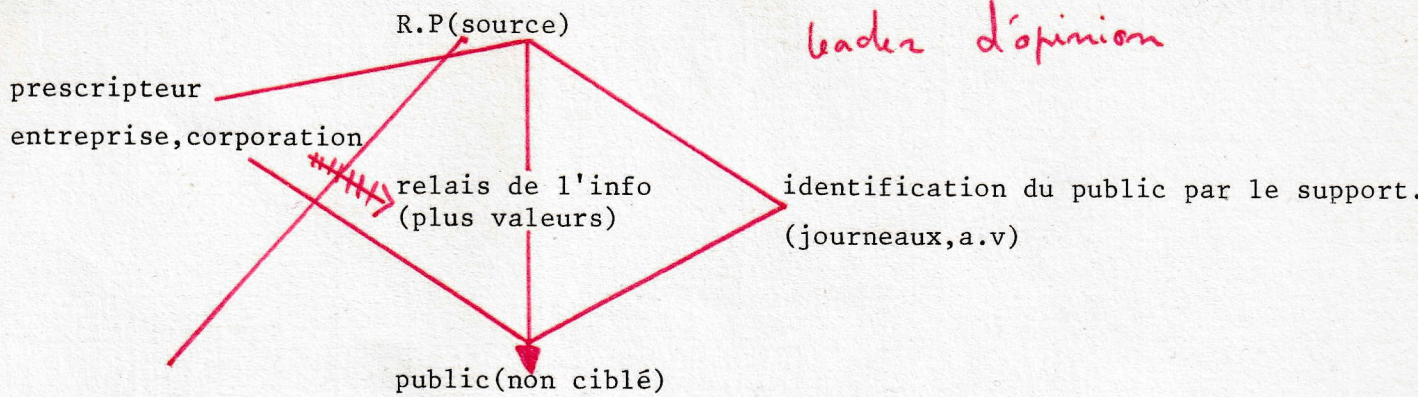 R.P(source)
leader d'opinion
prescripteur
entreprise,corporation
relais de l'info
(plus valeurs)
identification du public par le support.
(journeaux,a.v)
public(non ciblé)